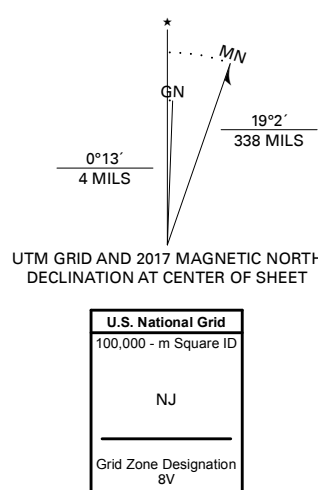 ★
MN
GN
19°2´
338 MILS
0°13´
4 MILS
UTM GRID AND 2017 MAGNETIC NORTH
DECLINATION AT CENTER OF SHEET
U.S. National Grid
100,000 - m Square ID
NJ
Grid Zone Designation
8V